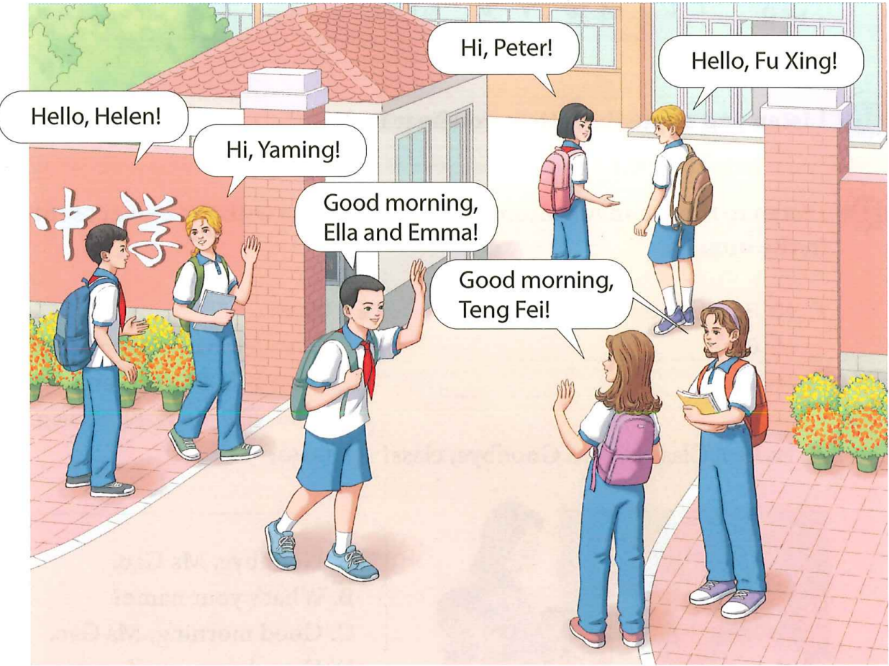 Hi, Peter!
Hello, Fu Xing!
Hello, Helen!
Hi, Yaming!
Good morning,
Ella and Emma!
中学
Good morning,
Teng Fei!